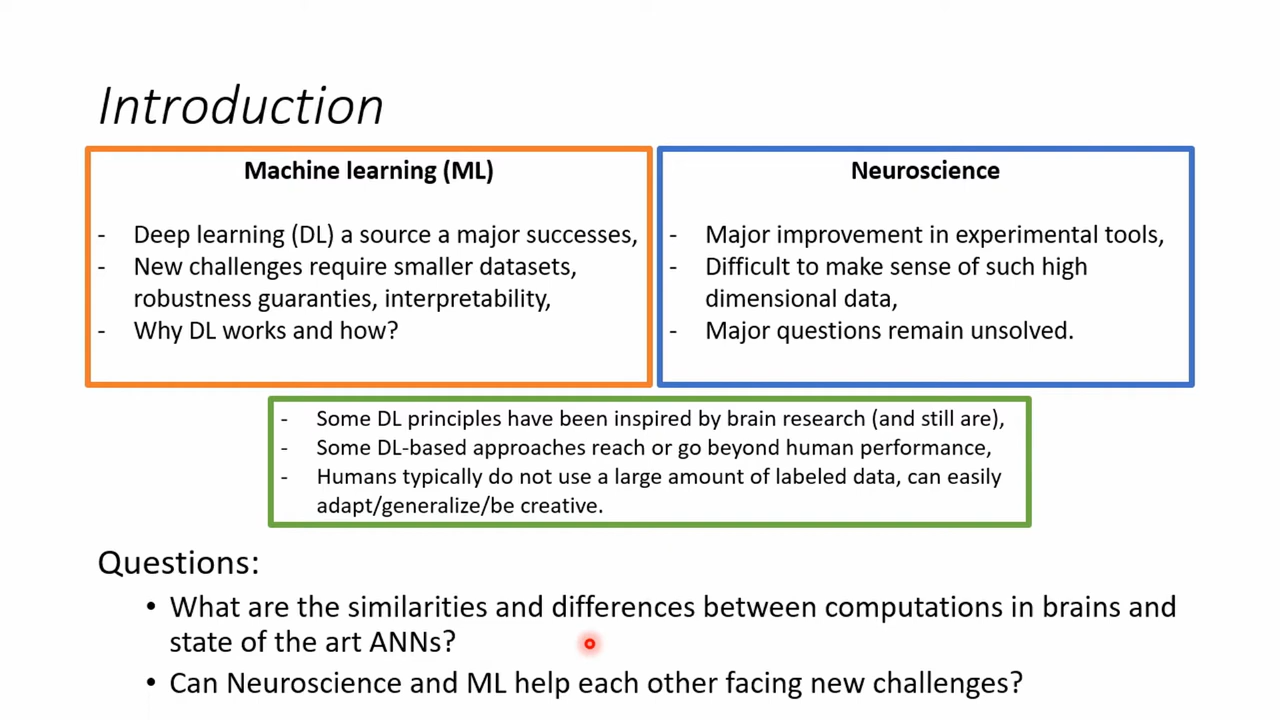 Introduction
Machine learning (ML)
- Deep learning (DL) a source a major successes,
- New challenges require smaller datasets,
robustness guaranties, interpretability,
- Why DL works and how?
Neuroscience
- Major improvement in experimental tools,
- Difficult to make sense of such high
dimensional data,
- Major questions remain unsolved.
- Some DL principles have been inspired by brain research (and still are),
- Some DL-based approaches reach or go beyond human performance,
- Humans typically do not use a large amount of labeled data, can easily
adapt/generalize/be creative.
Questions:
• What are the similarities and differences between computations in brains and
state of the art ANNs?
• Can Neuroscience and ML help each other facing new challenges?